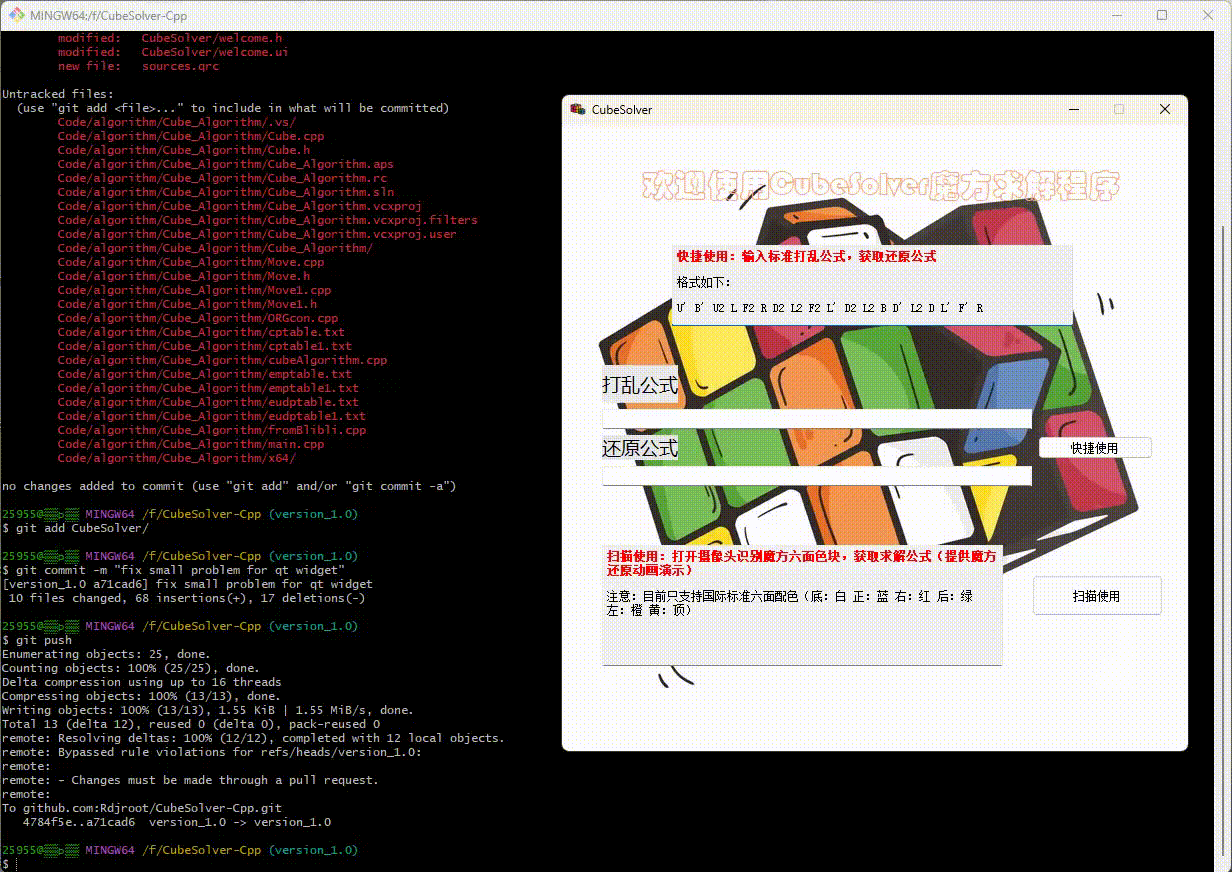 MINGW64:/f/CubeSolver-Cpp
modified:   CubeSolver/welcome.h
modified:   CubeSolver/welcome.ui
new file:   sources.qrc
Untracked files:
(use "git add <file>..." to include in what will be committed)
Code/algorithm/Cube_Algorithm/.vs/
Code/algorithm/Cube_Algorithm/Cube.cpp
Code/algorithm/Cube_Algorithm/Cube.h
Code/algorithm/Cube_Algorithm/Cube_Algorithm.aps
Code/algorithm/Cube_Algorithm/Cube_Algorithm.rc
Code/algorithm/Cube_Algorithm/Cube_Algorithm.sln
Code/algorithm/Cube_Algorithm/Cube_Algorithm.vcxproj
Code/algorithm/Cube_Algorithm/Cube_Algorithm.vcxproj.filters
Code/algorithm/Cube_Algorithm/Cube_Algorithm.vcxproj.user
Code/algorithm/Cube_Algorithm/Cube_Algorithm/
Code/algorithm/Cube_Algorithm/Move.cpp
Code/algorithm/Cube_Algorithm/Move.h
Code/algorithm/Cube_Algorithm/Move1.cpp
Code/algorithm/Cube_Algorithm/Move1.h
Code/algorithm/Cube_Algorithm/ORGcon.cpp
Code/algorithm/Cube_Algorithm/cptable.txt
Code/algorithm/Cube_Algorithm/cptable1.txt
Code/algorithm/Cube_Algorithm/cubeAlgorithm.cpp
Code/algorithm/Cube_Algorithm/emptable.txt
Code/algorithm/Cube_Algorithm/emptable1.txt
Code/algorithm/Cube_Algorithm/eudptable.txt
Code/algorithm/Cube_Algorithm/eudptable1.txt
Code/algorithm/Cube_Algorithm/fromBlibli.cpp
Code/algorithm/Cube_Algorithm/main.cpp
Code/algorithm/Cube_Algorithm/x64/
no changes added to commit (use "git add" and/or "git commit -a")
25955@ MINGW64 /f/CubeSolver-Cpp (version_1.0)
$ git add CubeSolver/
25955@ MINGW64 /f/CubeSolver-Cpp (version_1.0)
$ git commit -m "fix small problem for qt widget"
[version_1.0 a71cad6] fix small problem for qt widget
10 files changed, 68 insertions(+), 17 deletions(-)
25955@ MINGW64 /f/CubeSolver-Cpp (version_1.0)
$ git push
Enumerating objects: 25, done.
Counting objects: 100% (25/25), done.
Delta compression using up to 16 threads
Compressing objects: 100% (13/13), done.
Writing objects: 100% (13/13), 1.55 KiB | 1.55 MiB/s, done.
Total 13 (delta 12), reused 0 (delta 0), pack-reused 0
remote: Resolving deltas: 100% (12/12), completed with 12 local objects.
remote: Bypassed rule violations for refs/heads/version_1.0:
remote:
remote: - Changes must be made through a pull request.
remote:
To github.com:Rdjroot/CubeSolver-Cpp.git
4784f5e..a71cad6  version_1.0 -> version_1.0
25955@ MINGW64 /f/CubeSolver-Cpp (version_1.0)
$
CubeSolver
欢迎使用CubeSolver魔方求解程序
快捷使用：输入标准打乱公式，获取还原公式
格式如下：
U' B' U2 L F2 R D2 L2 F2 L' D2 L2 B D' L2 D L' F' R
打乱公式
还原公式
快捷使用
扫描使用：打开摄像头识别魔方六面色块，获取求解公式（提供魔方
还原动画演示）
注意：目前只支持国际标准六面配色（底：白 正：蓝 右：红 后：绿
左：橙 黄：顶）
扫描使用